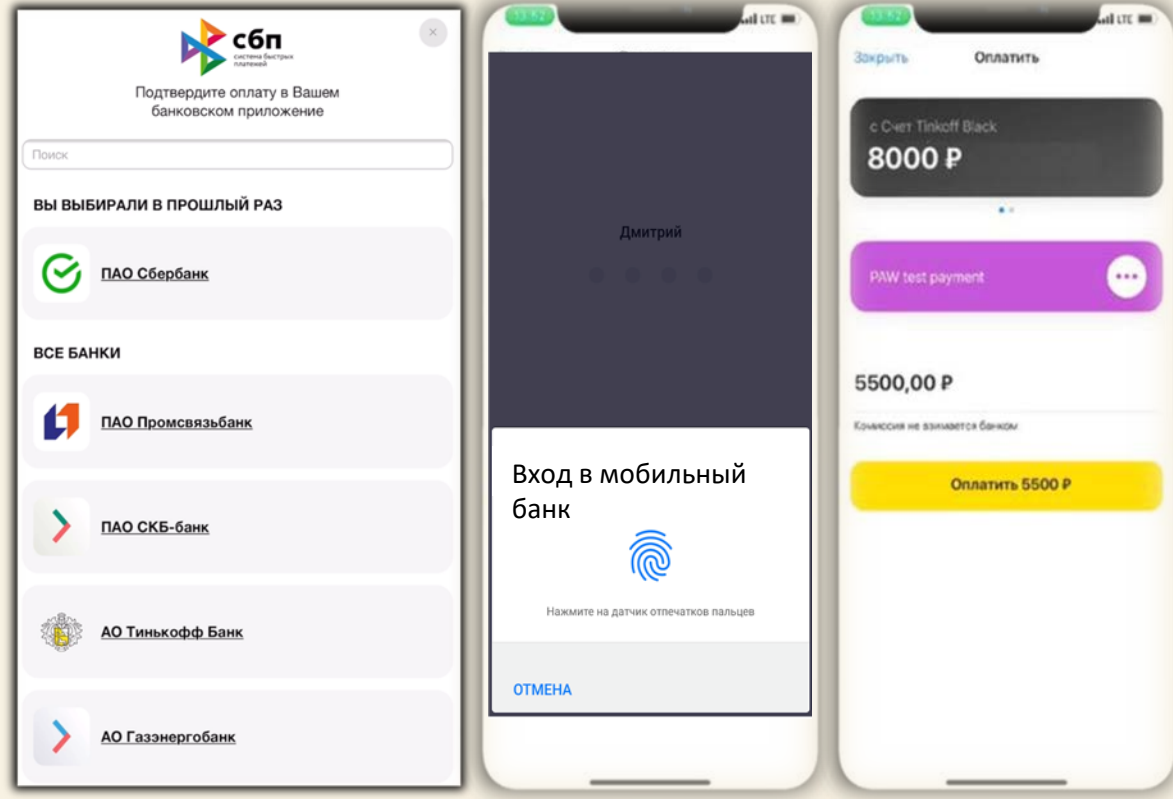 сбп
система быстрых
платежей
Подтвердите оплату в Вашем
банковском приложение
Поиск
ВЫ ВЫБИРАЛИ В ПРОШЛЫЙ РАЗ
ПАО Сбербанк
ВСЕ БАНКИ
ПАО Промсвязьбанк
ПАО СКБ-банк
АО Тинькофф Банк
АО Газэнергобанк
13:52
LTE
Дмитрий
Вход в мобильный
банк
Нажмите на датчик отпечатков пальцев
ОТМЕНА
13:52
LTE
Закрыть
Оплатить
с Счет Tinkoff Black
8000 ₽
PAW test payment
5500,00 ₽
Комиссия не взимается банком
Оплатить 5500 ₽